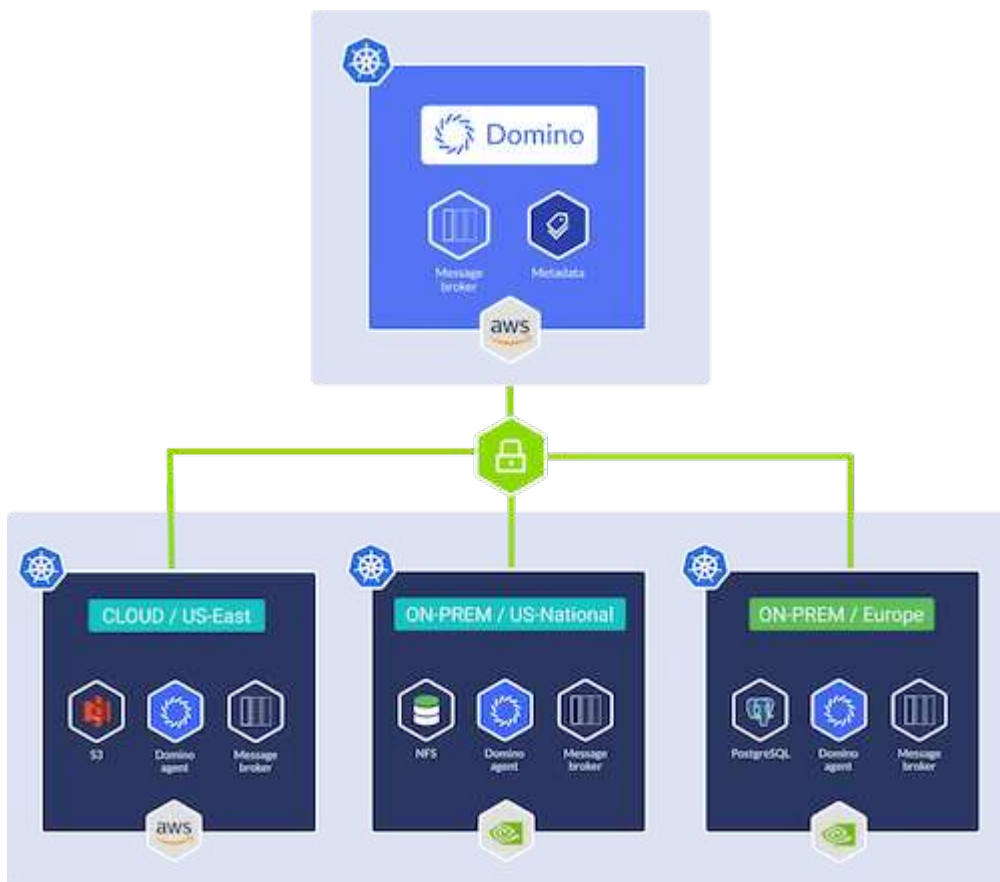 Domino
Message
broker
Metadata
aws
CLOUD / US-East
S3
Domino
agent
Message
broker
aws
ON-PREM / US-National
NFS
Domino
agent
Message
broker
ON-PREM / Europe
PostgreSQL
Domino
agent
Message
broker